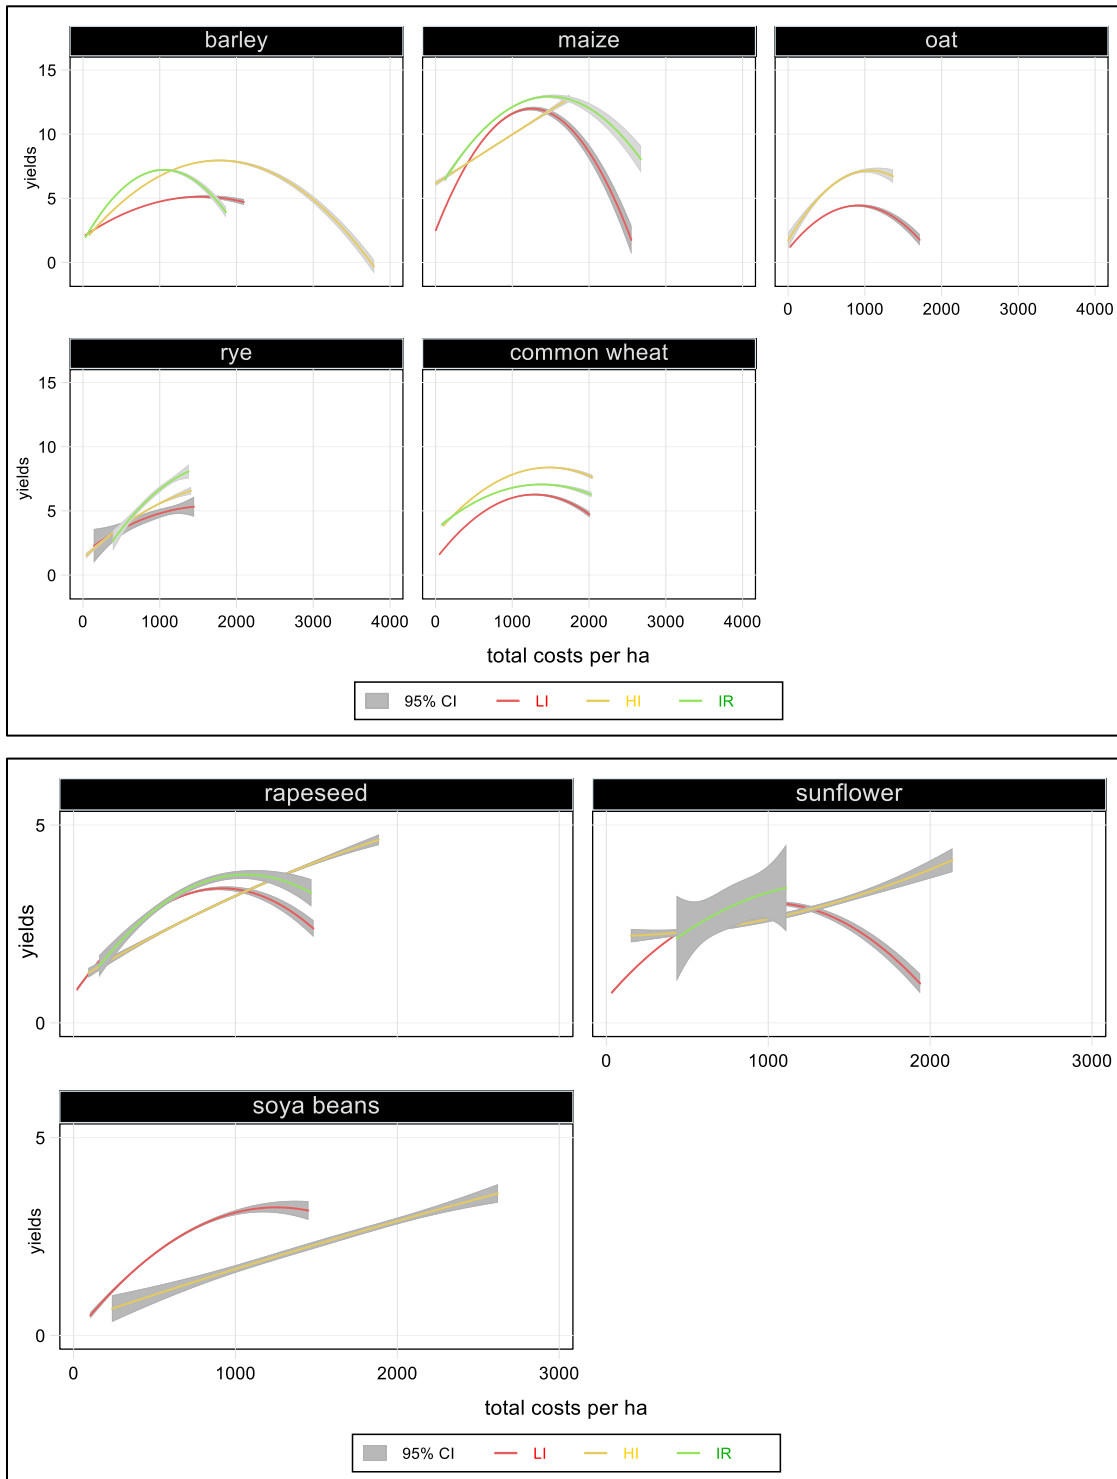 barley maize oat
15
10
5
0
yields
0 1000 2000 3000 4000
rye common wheat
15
10
5
0
yields
0 1000 2000 3000 4000 0 1000 2000 3000 4000
total costs per ha
95% CI LI HI IR
rapeseed sunflower
5
0
yields
0 1000 2000 3000
soya beans
5
0
yields
0 1000 2000 3000
total costs per ha
95% CI LI HI IR